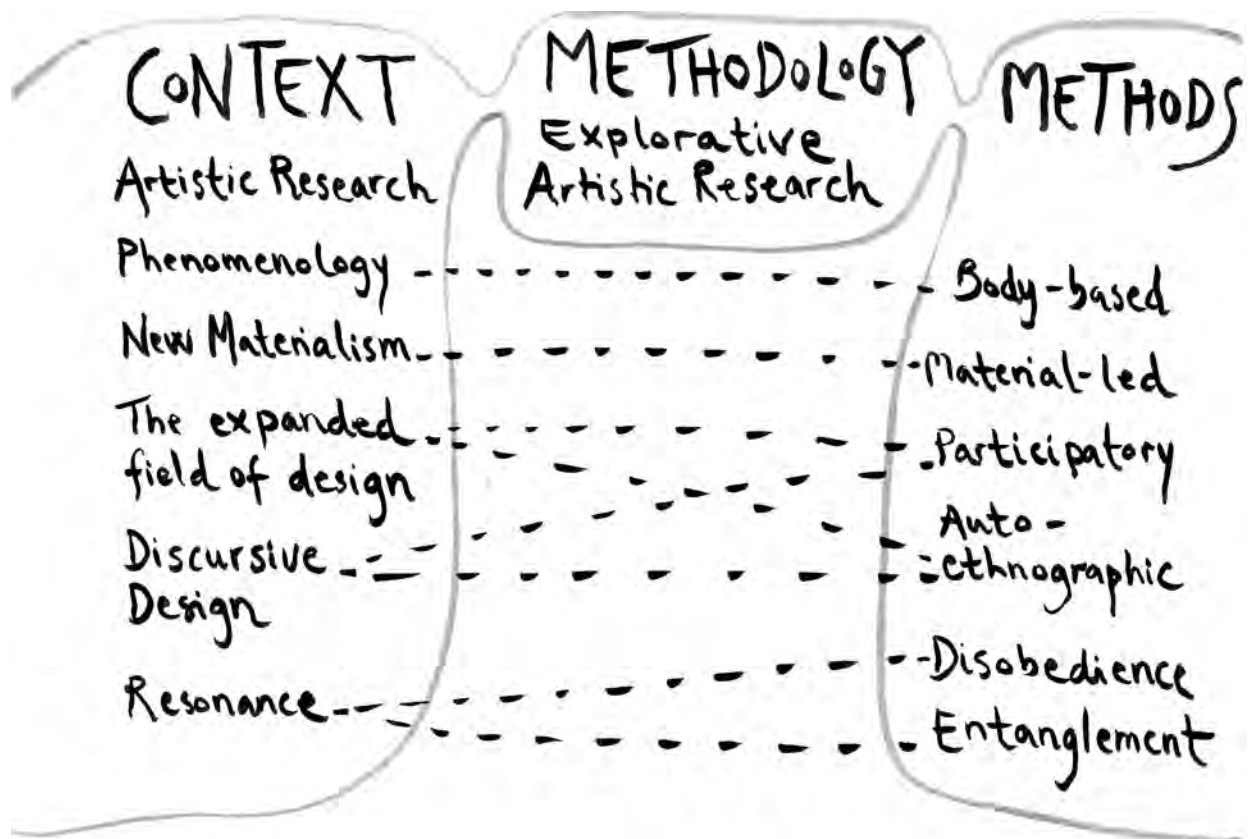 CONTEXT
Artistic Research
Phenomenology
New Materialism
The expanded
field of design
Discursive
Design
Resonance
METHODOLOGY
Explorative
Artistic Research
METHODS
Body-based
Material-led
Participatory
Auto-
ethnographic
Disobedience
Entanglement